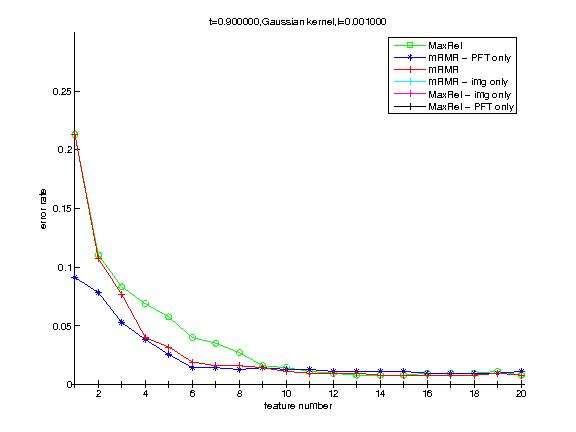 t=0.900000,Gaussian kernel,l=0.001000
MaxRel
mRMR – PFT only
mRMR
mRMR – img only
MaxRel – img only
MaxRel – PFT only
0.25
0.2
0.15
0.1
0.05
0
error rate
2 4 6 8 10 12 14 16 18 20
feature number